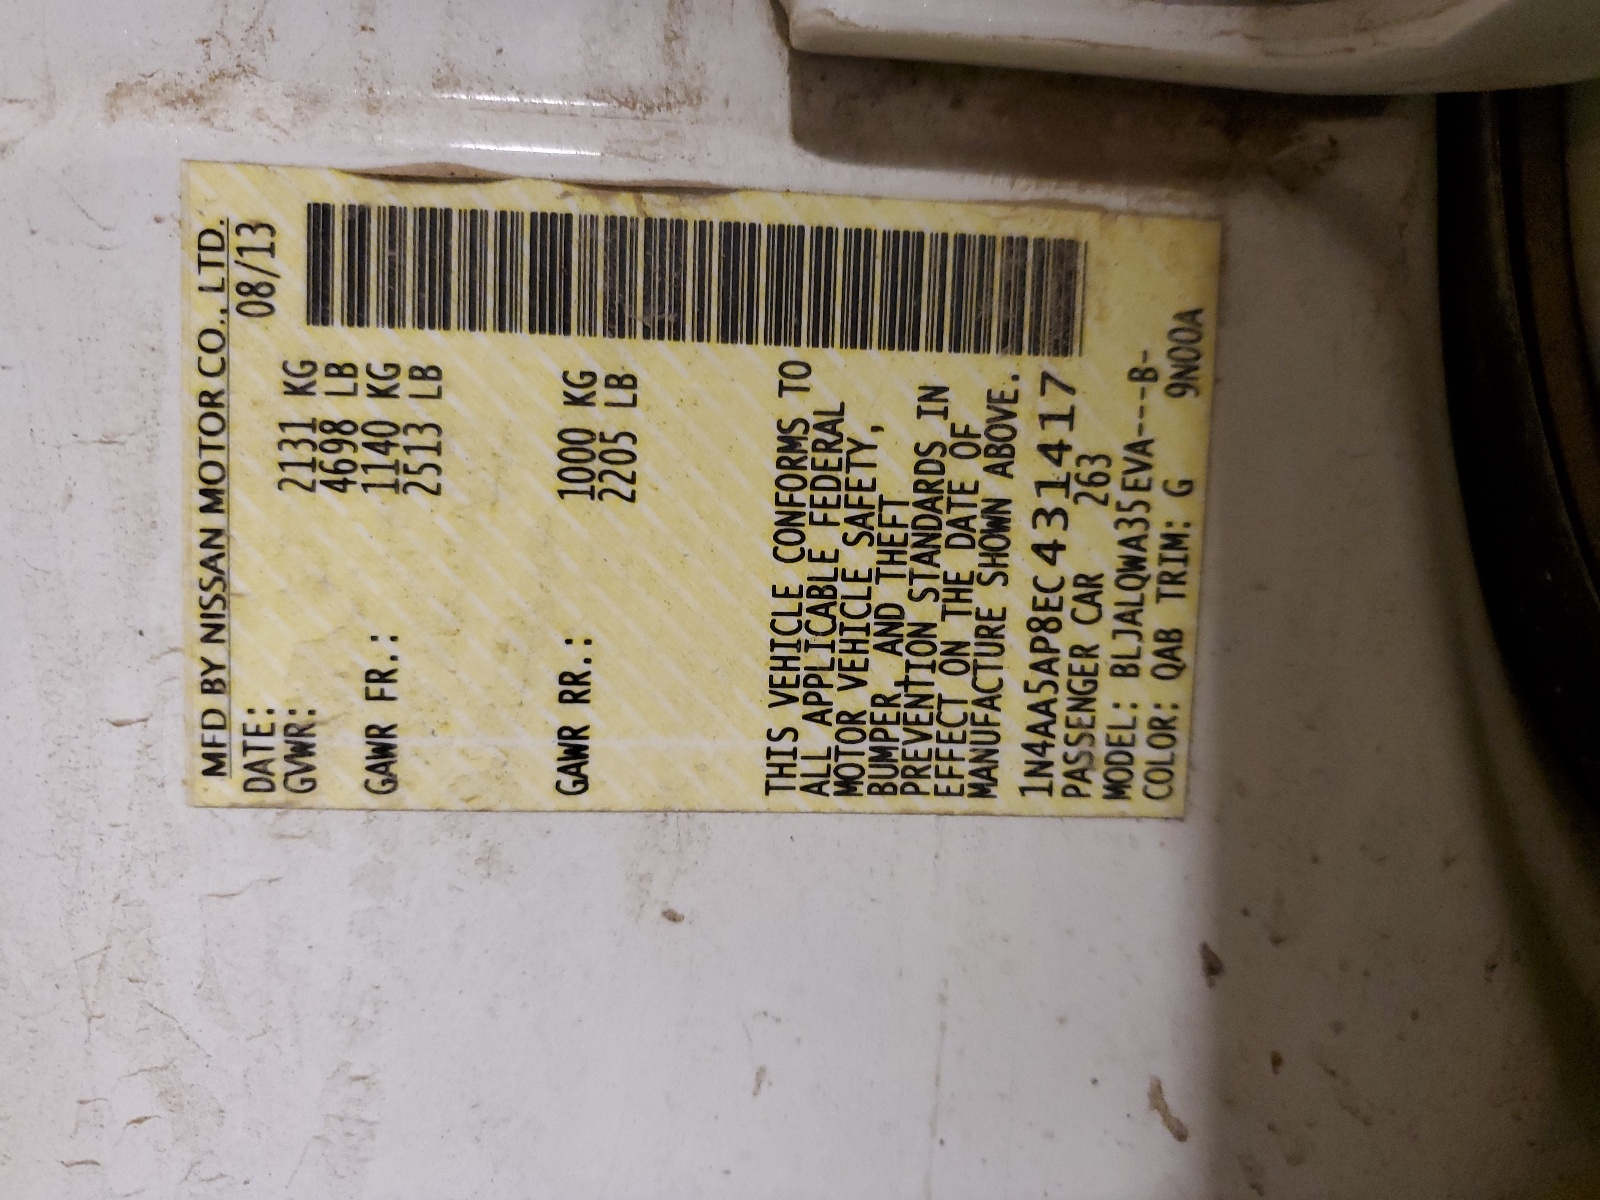 MFD BY NISSAN MOTOR CO., LTD.
DATE: 08/13
GVWR: 2131 KG
4698 LB
GAWR FR.: 1140 KG
2513 LB
GAWR RR.: 1000 KG
2205 LB
THIS VEHICLE CONFORMS TO
ALL APPLICABLE FEDERAL
MOTOR VEHICLE SAFETY,
BUMPER, AND THEFT
PREVENTION STANDARDS IN
EFFECT ON THE DATE OF
MANUFACTURE SHOWN ABOVE.
1N4AA5AP8EC431417
PASSENGER CAR 263
MODEL: BLJALQWA35EVA---B-
COLOR: QAB TRIM: G 9N00A